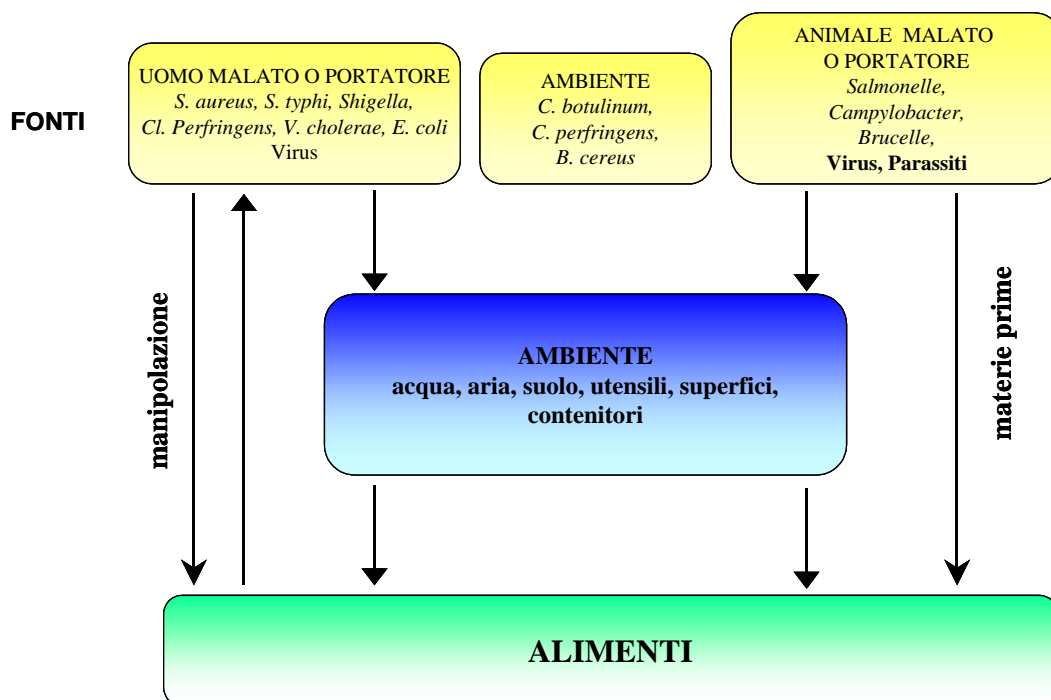 FONTI
UOMO MALATO O PORTATORE
S. aureus, S. typhi, Shigella,
Cl. Perfringens, V. cholerae, E. coli
Virus
AMBIENTE
C. botulinum,
C. perfringens,
B. cereus
ANIMALE MALATO
O PORTATORE
Salmonelle,
Campylobacter,
Brucelle,
Virus, Parassiti
manipolazione
AMBIENTE
acqua, aria, suolo, utensili, superfici,
contenitori
materie prime
ALIMENTI